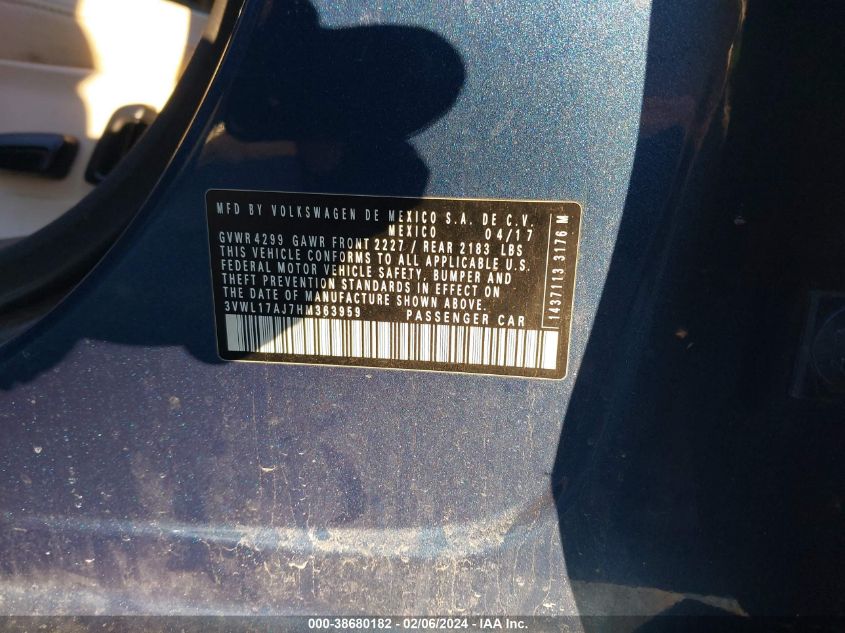 MFD BY VOLKSWAGEN DE MEXICO S.A. DE C.V.
MEXICO 04/17
GVWR 4299 GAWR FRONT 2227 / REAR 2183 LBS
THIS VEHICLE CONFORMS TO ALL APPLICABLE U.S.
FEDERAL MOTOR VEHICLE SAFETY, BUMPER AND
THEFT PREVENTION STANDARDS IN EFFECT ON
THE DATE OF MANUFACTURE SHOWN ABOVE.
3VWL17AJ7HM363959 PASSENGER CAR
1437113 3176 M
000-38680182 - 02/06/2024 - IAA, Inc.